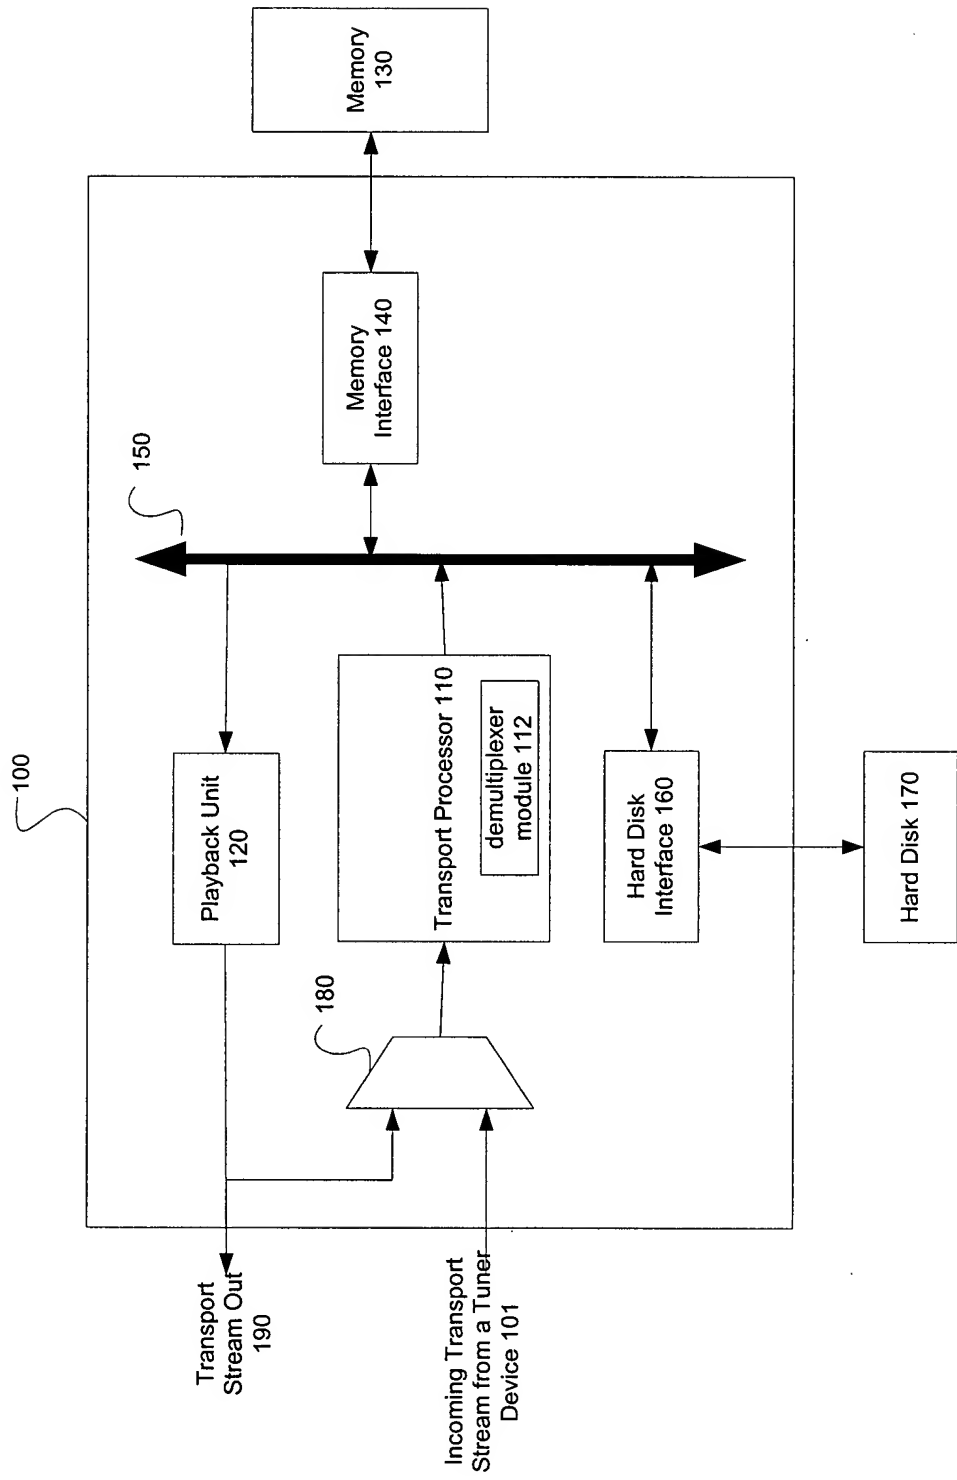 100
150
Transport
Stream Out
190
Playback Unit
120
180
Incoming Transport
Stream from a Tuner
Device 101
Transport Processor 110
demultiplexer
module 112
Memory
Interface 140
Memory
130
Hard Disk
Interface 160
Hard Disk 170